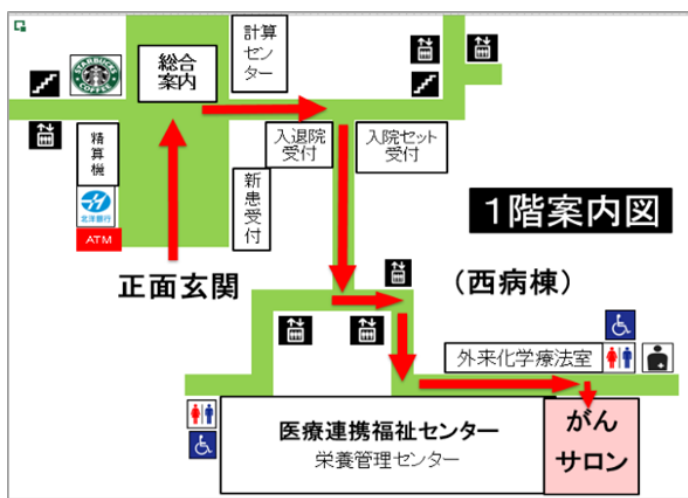 計算
センター
総合
案内
STARBUCKS
COFFEE
精算機
入退院
受付
入院セット
受付
新患受付
北洋銀行
ATM
1階案内図
正面玄関
(西病棟)
外来化学療法室
医療連携福祉センター
栄養管理センター
がん
サロン